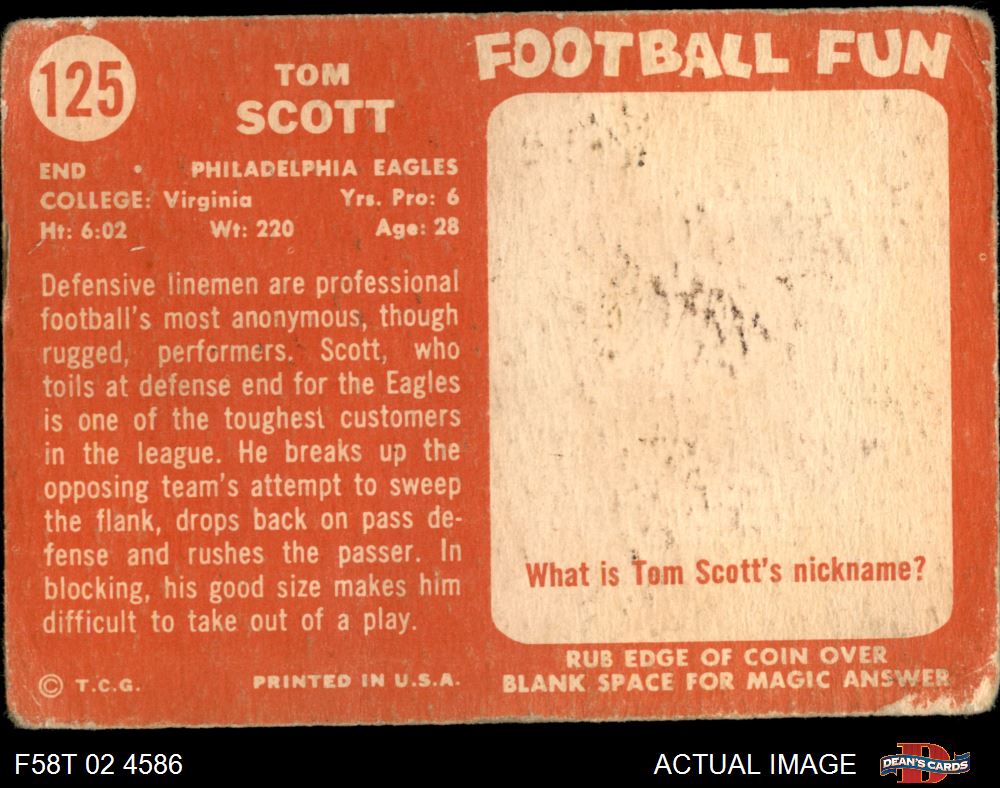 125
TOM
SCOTT
END • PHILADELPHIA EAGLES
COLLEGE: Virginia Yrs. Pro: 6
Ht: 6:02 Wt: 220 Age: 28
Defensive linemen are professional
football's most anonymous, though
rugged, performers. Scott, who
toils at defense end for the Eagles
is one of the toughest customers
in the league. He breaks up the
opposing team's attempt to sweep
the flank, drops back on pass de-
fense and rushes the passer. In
blocking, his good size makes him
difficult to take out of a play.
© T.C.G. PRINTED IN U.S.A.
FOOTBALL FUN
What is Tom Scott's nickname?
RUB EDGE OF COIN OVER
BLANK SPACE FOR MAGIC ANSWER
F58T 02 4586
ACTUAL IMAGE
DEAN'S CARDS